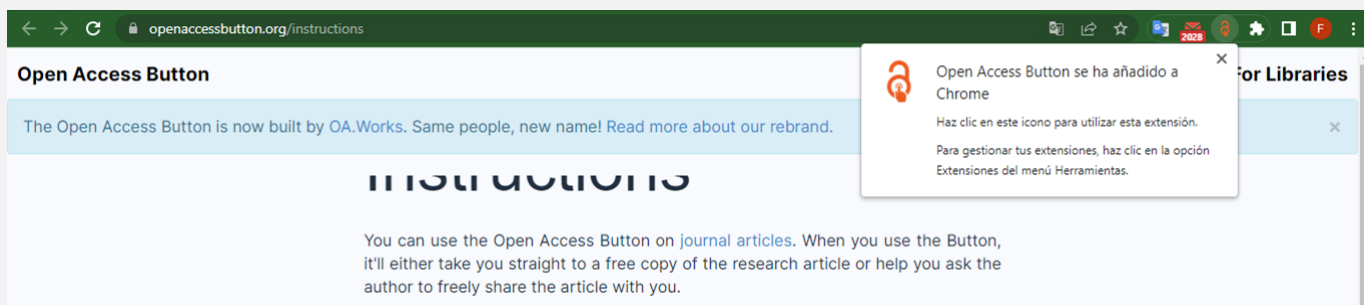 openaccessbutton.org/instructions
2028
F
Open Access Button
For Libraries
Open Access Button se ha añadido a
Chrome
Haz clic en este icono para utilizar esta extensión.
Para gestionar tus extensiones, haz clic en la opción
Extensiones del menú Herramientas.
The Open Access Button is now built by OA.Works. Same people, new name! Read more about our rebrand.
Instructions
You can use the Open Access Button on journal articles. When you use the Button,
it'll either take you straight to a free copy of the research article or help you ask the
author to freely share the article with you.